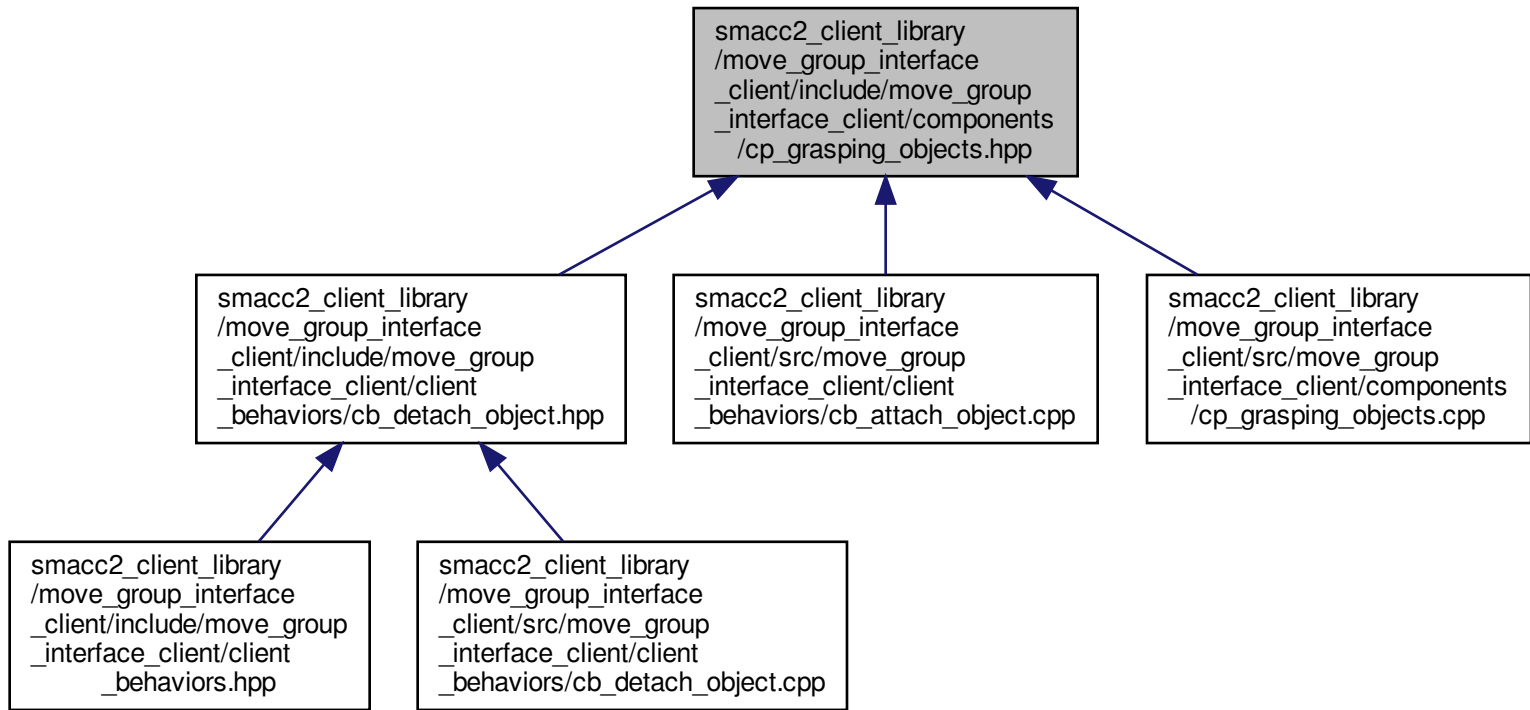 smacc2_client_library
/move_group_interface
_client/include/move_group
_interface_client/components
/cp_grasping_objects.hpp
smacc2_client_library
/move_group_interface
_client/include/move_group
_interface_client/client
_behaviors/cb_detach_object.hpp
smacc2_client_library
/move_group_interface
_client/src/move_group
_interface_client/client
_behaviors/cb_attach_object.cpp
smacc2_client_library
/move_group_interface
_client/src/move_group
_interface_client/components
/cp_grasping_objects.cpp
smacc2_client_library
/move_group_interface
_client/include/move_group
_interface_client/client
_behaviors.hpp
smacc2_client_library
/move_group_interface
_client/src/move_group
_interface_client/client
_behaviors/cb_detach_object.cpp